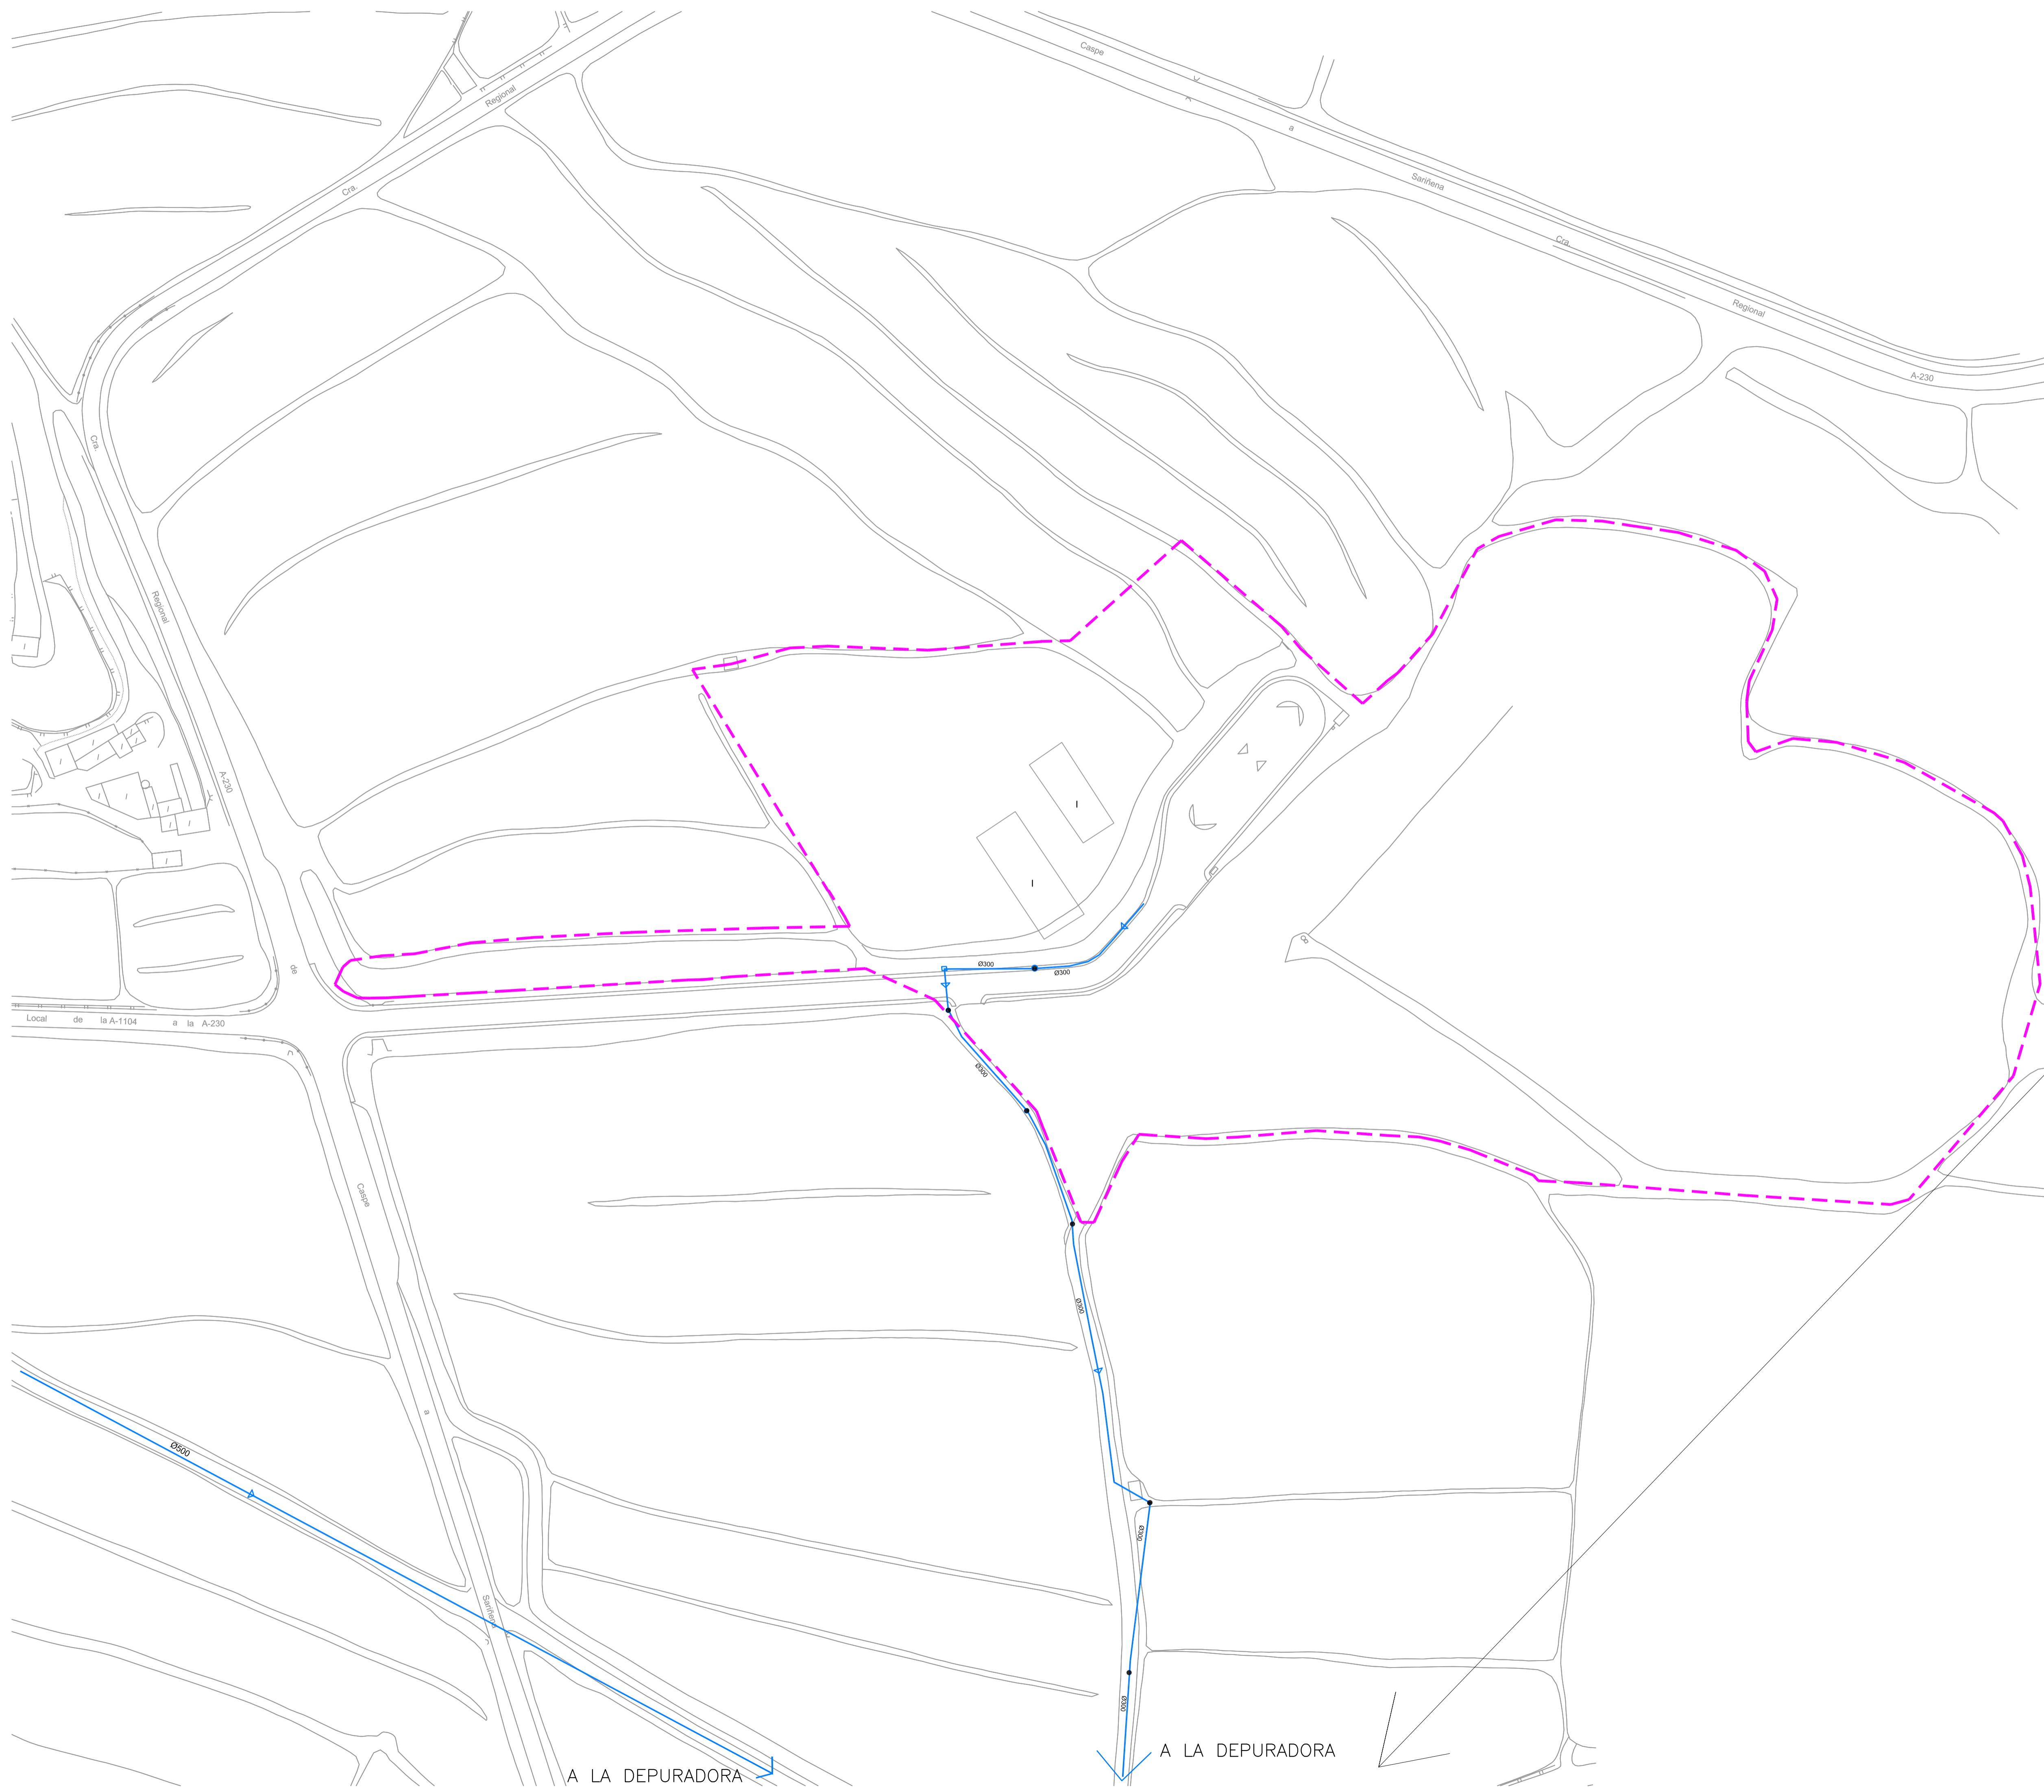 Caspe
a
Sariñena
Cra.
Regional
A-230
Regional
Cra.
Cra.
Regional
A-230
de
Local de la A-1104 a la A-230
Caspe
a
Sariñena
I
I
I
I
I
I
I
I
I
I
I
I
I
I
Ø300
Ø300
Ø300
Ø300
Ø300
Ø300
Ø500
A LA DEPURADORA
A LA DEPURADORA